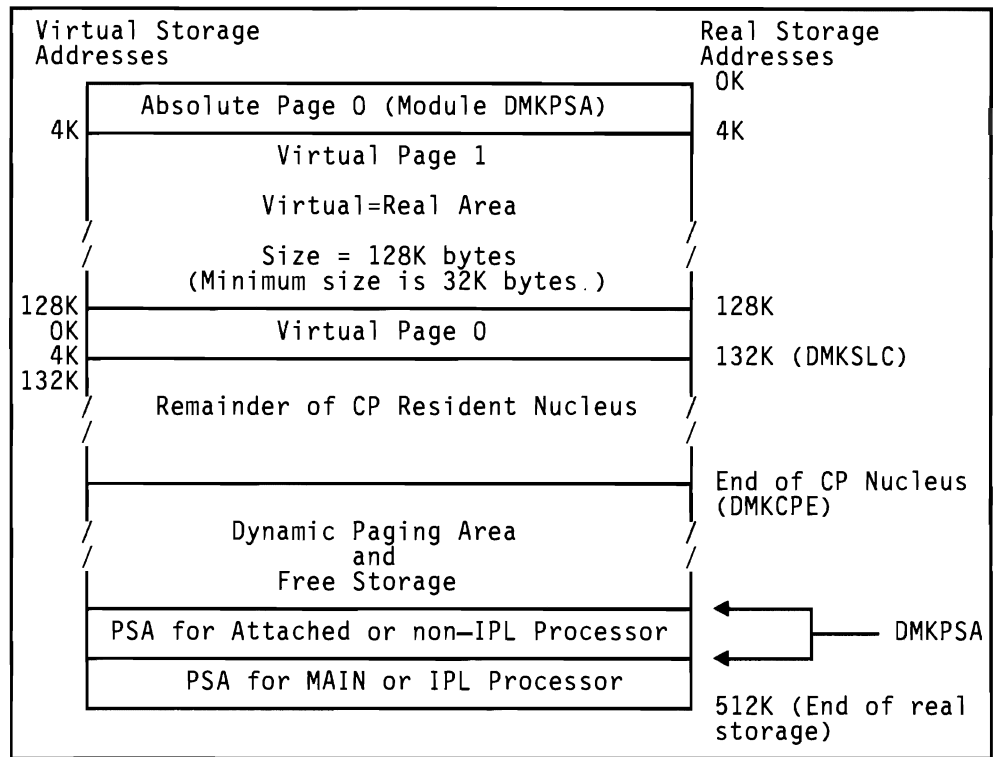 Virtual Storage
Addresses
Real Storage
Addresses
0K
Absolute Page 0 (Module DMKPSA)
4K
4K
Virtual Page 1
Virtual=Real Area
Size = 128K bytes
(Minimum size is 32K bytes.)
128K
128K
0K
Virtual Page 0
4K
132K (DMKSLC)
132K
Remainder of CP Resident Nucleus
End of CP Nucleus
(DMKCPE)
Dynamic Paging Area
and
Free Storage
PSA for Attached or non–IPL Processor
DMKPSA
PSA for MAIN or IPL Processor
512K (End of real
storage)